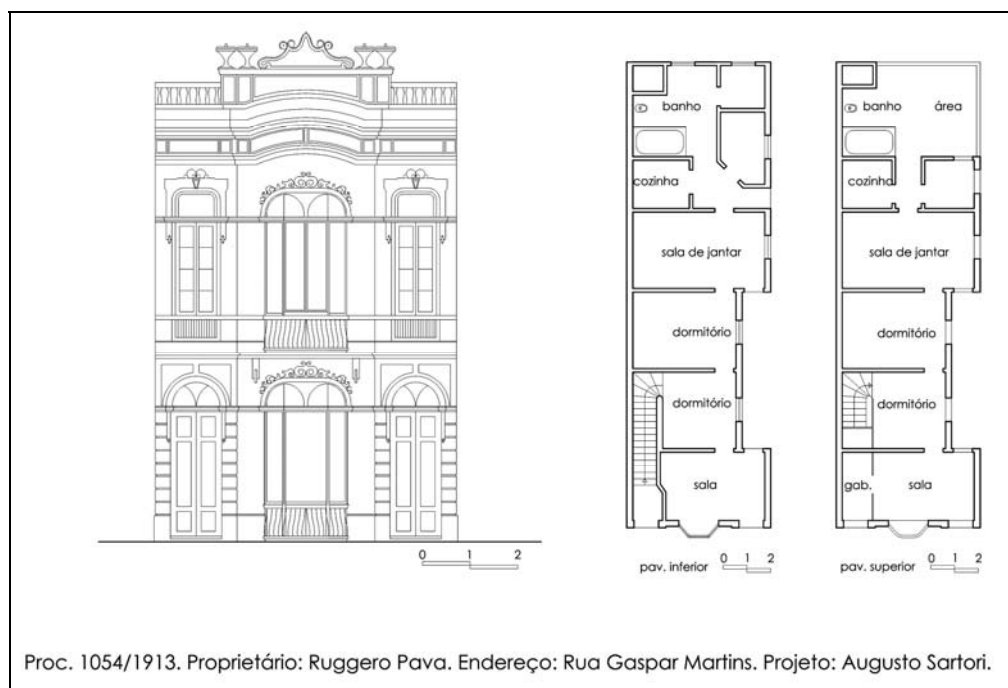 banho
cozinha
sala de jantar
dormitório
dormitório
sala
pav. inferior
0 1 2
banho área
cozinha
sala de jantar
dormitório
dormitório
gab. sala
pav. superior
0 1 2
0 1 2
Proc. 1054/1913. Proprietário: Ruggero Pava. Endereço: Rua Gaspar Martins. Projeto: Augusto Sartori.